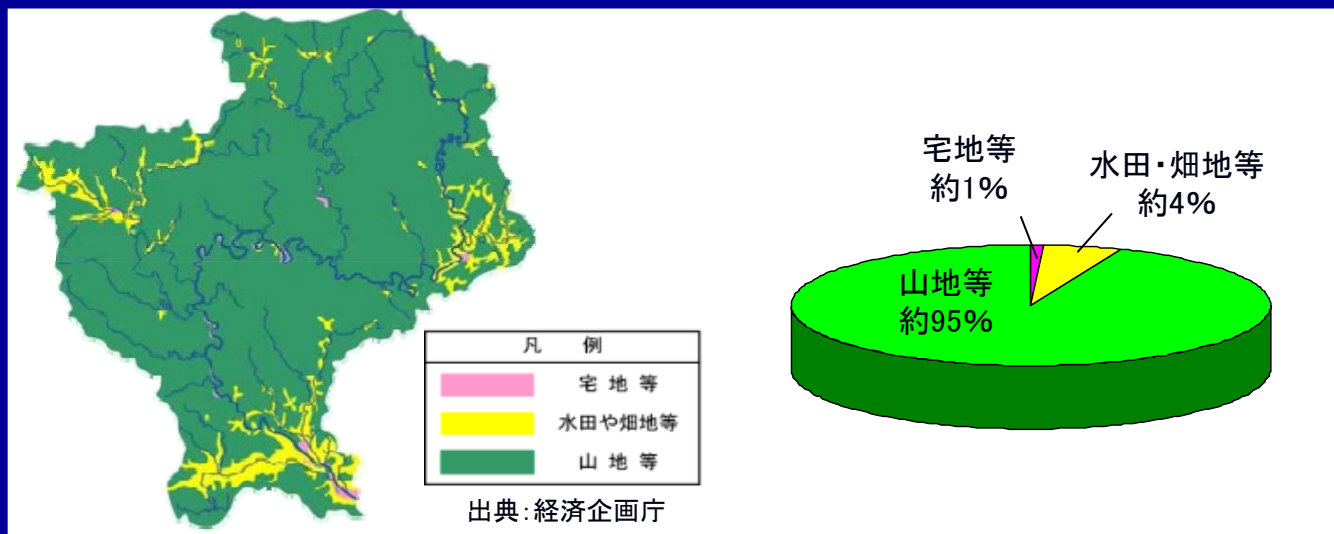 宅地等
約1%
水田・畑地等
約4%
山地等
約95%
凡 例
宅 地 等
水田や畑地等
山 地 等
出典:経済企画庁